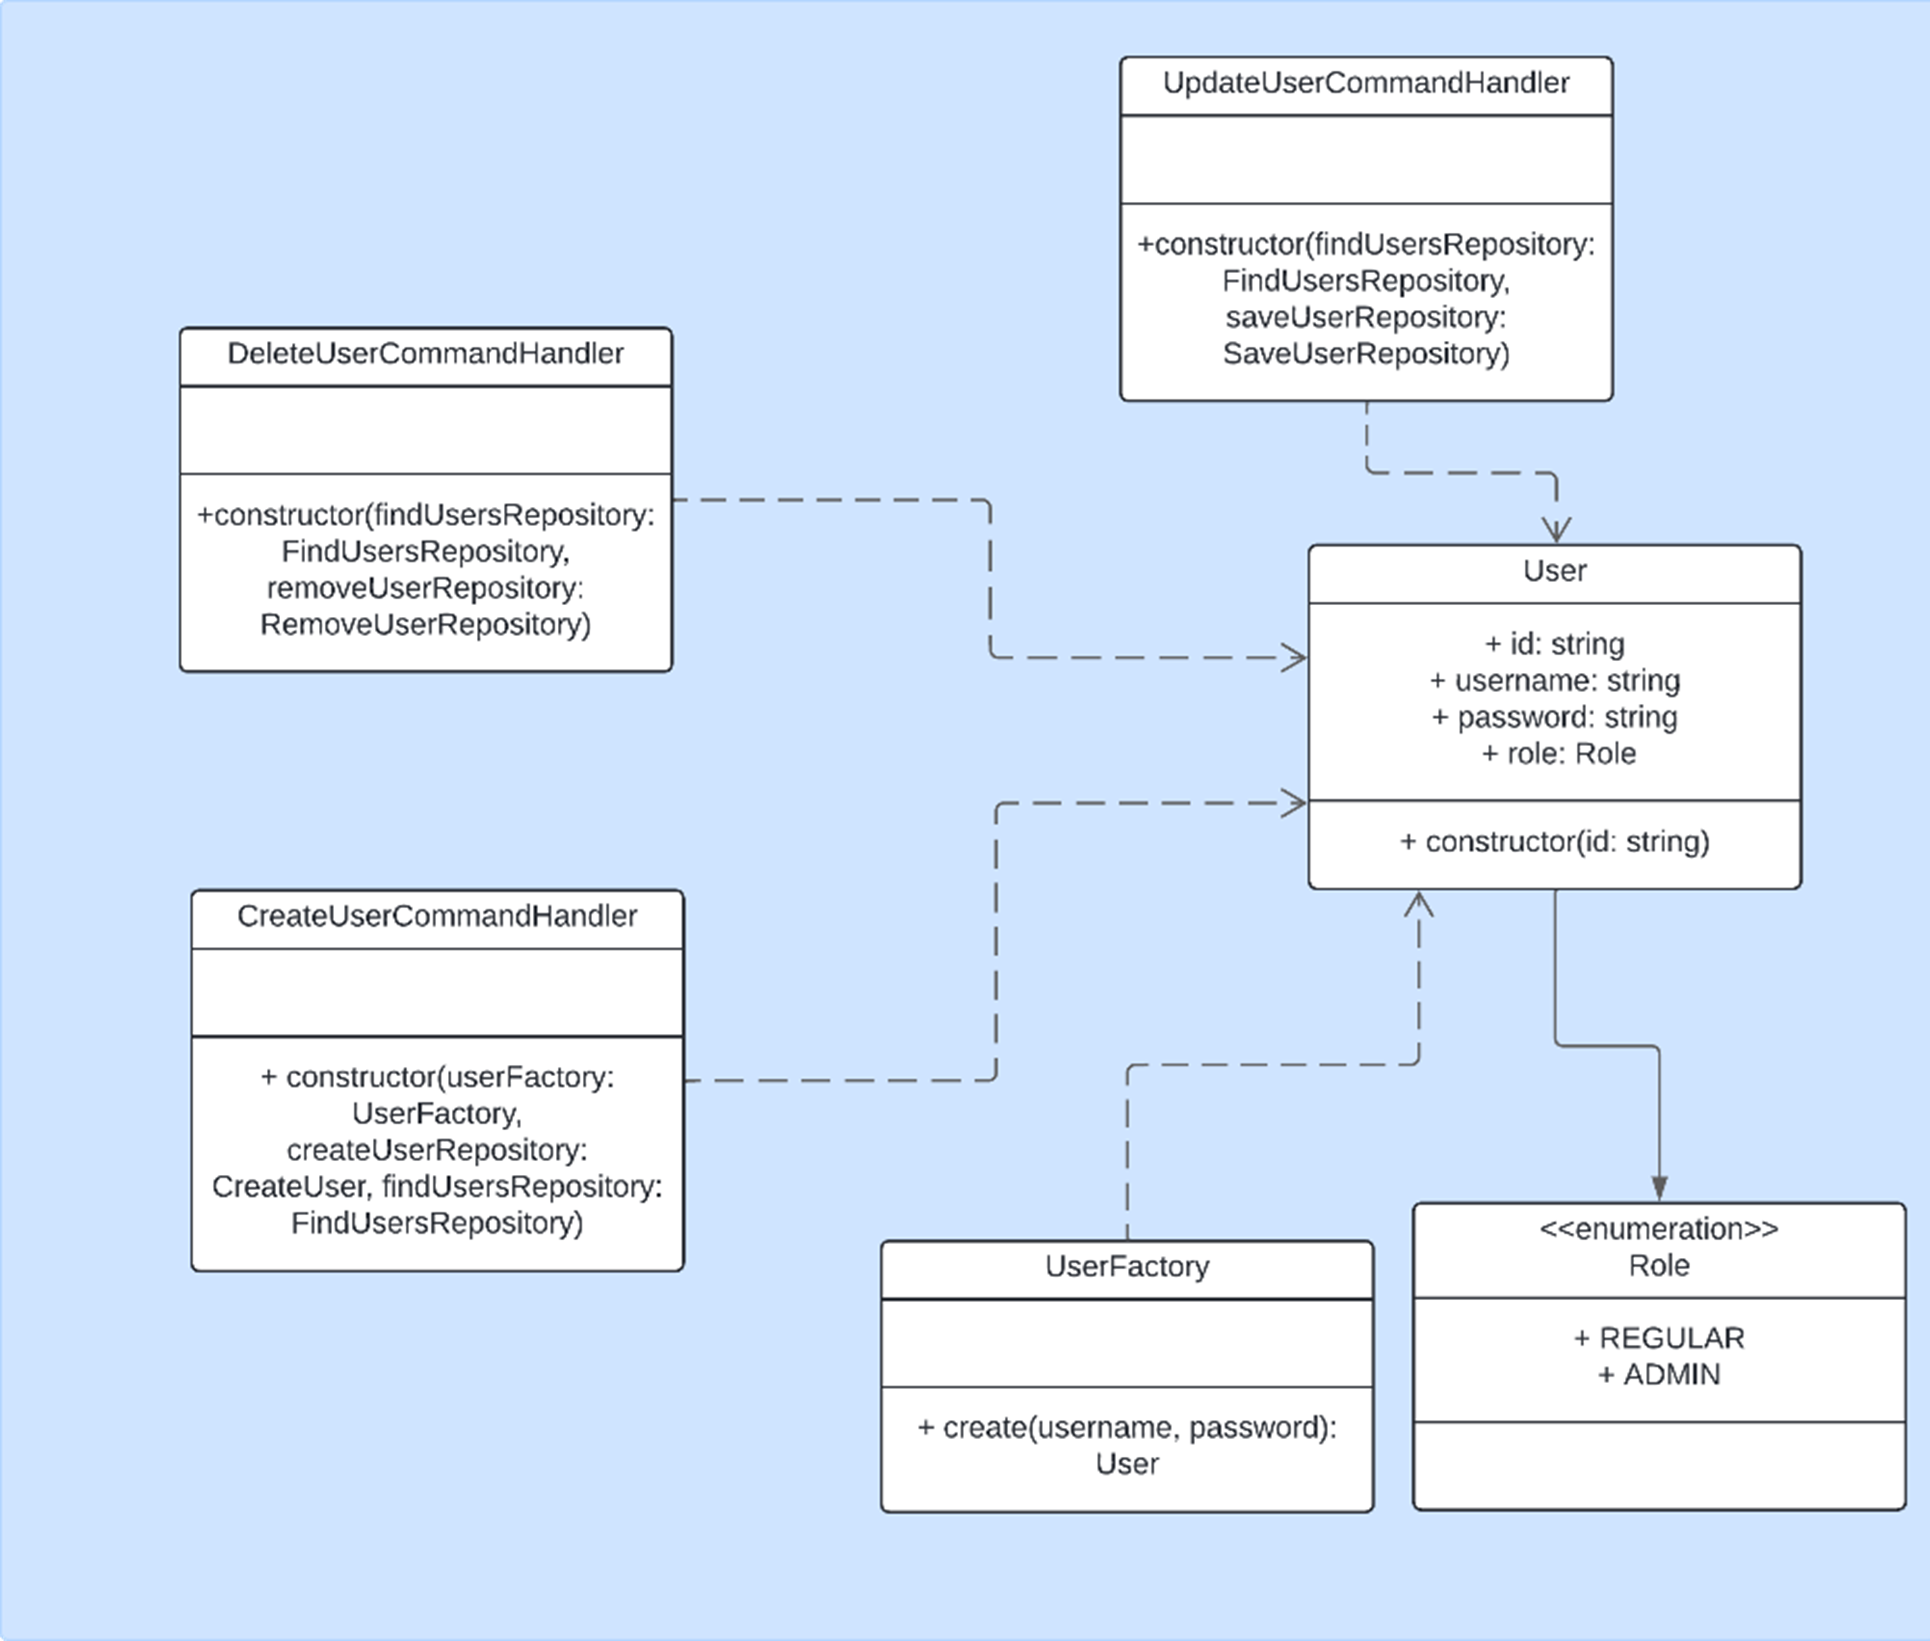 UpdateUserCommandHandler
+constructor(findUsersRepository:
FindUsersRepository,
saveUserRepository:
SaveUserRepository)
DeleteUserCommandHandler
+constructor(findUsersRepository:
FindUsersRepository,
removeUserRepository:
RemoveUserRepository)
User
+ id: string
+ username: string
+ password: string
+ role: Role
+ constructor(id: string)
CreateUserCommandHandler
+ constructor(userFactory:
UserFactory,
createUserRepository:
CreateUser, findUsersRepository:
FindUsersRepository)
UserFactory
+ create(username, password):
User
<<enumeration>>
Role
+ REGULAR
+ ADMIN